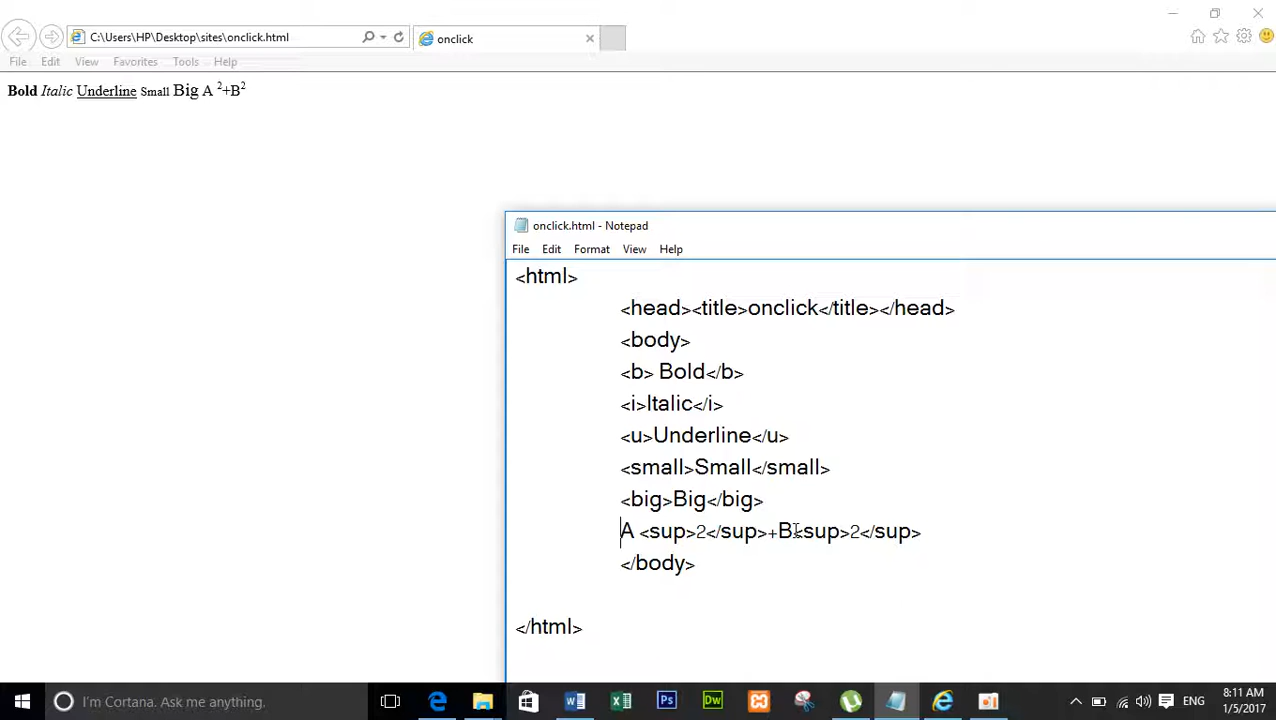 C:\Users\HP\Desktop\sites\onclick.html
onclick
File Edit View Favorites Tools Help
Bold Italic Underline Small Big A 2+B2
onclick.html - Notepad
File Edit Format View Help
<html>
<head><title>onclick</title></head>
<body>
<b> Bold</b>
<i>Italic</i>
<u>Underline</u>
<small>Small</small>
<big>Big</big>
A <sup>2</sup>+B<sup>2</sup>
</body>
</html>
I'm Cortana. Ask me anything.
Ps
Dw
ENG
8:11 AM
1/5/2017